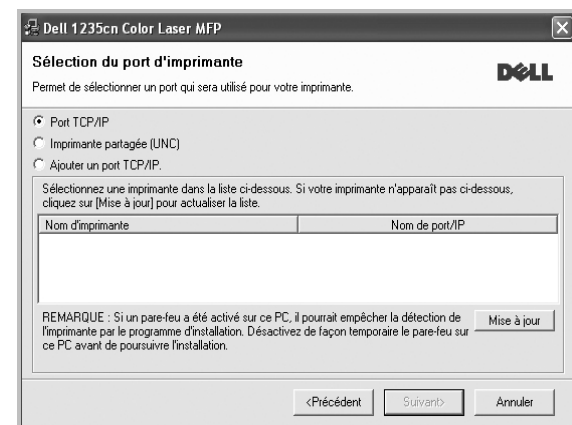 Dell 1235cn Color Laser MFP
Sélection du port d'imprimante
Permet de sélectionner un port qui sera utilisé pour votre imprimante.
DELL
Port TCP/IP
Imprimante partagée (UNC)
Ajouter un port TCP/IP.
Sélectionnez une imprimante dans la liste ci-dessous. Si votre imprimante n'apparaît pas ci-dessous,
cliquez sur [Mise à jour] pour actualiser la liste.
Nom d'imprimante Nom de port/IP
REMARQUE : Si un pare-feu a été activé sur ce PC, il pourrait empêcher la détection de
l'imprimante par le programme d'installation. Désactivez de façon temporaire le pare-feu sur
ce PC avant de poursuivre l'installation.
Mise à jour
<Précédent Suivant> Annuler